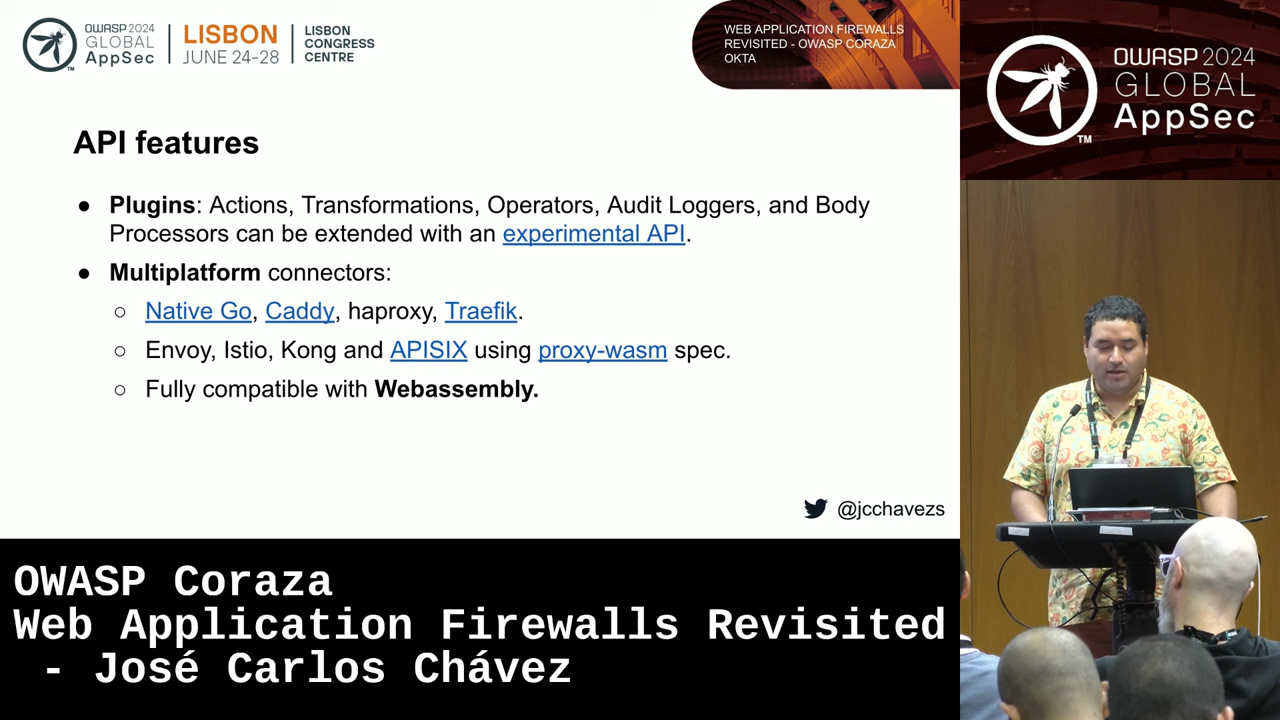 OWASP 2024
GLOBAL
AppSec
TM
LISBON
JUNE 24-28
LISBON
CONGRESS
CENTRE
WEB APPLICATION FIREWALLS
REVISITED - OWASP CORAZA
OKTA
OWASP 2024
GLOBAL
AppSec
TM
API features
● Plugins: Actions, Transformations, Operators, Audit Loggers, and Body
Processors can be extended with an experimental API.
● Multiplatform connectors:
○ Native Go, Caddy, haproxy, Traefik.
○ Envoy, Istio, Kong and APISIX using proxy-wasm spec.
○ Fully compatible with Webassembly.
@jcchavezs
OWASP Coraza
Web Application Firewalls Revisited
- José Carlos Chávez